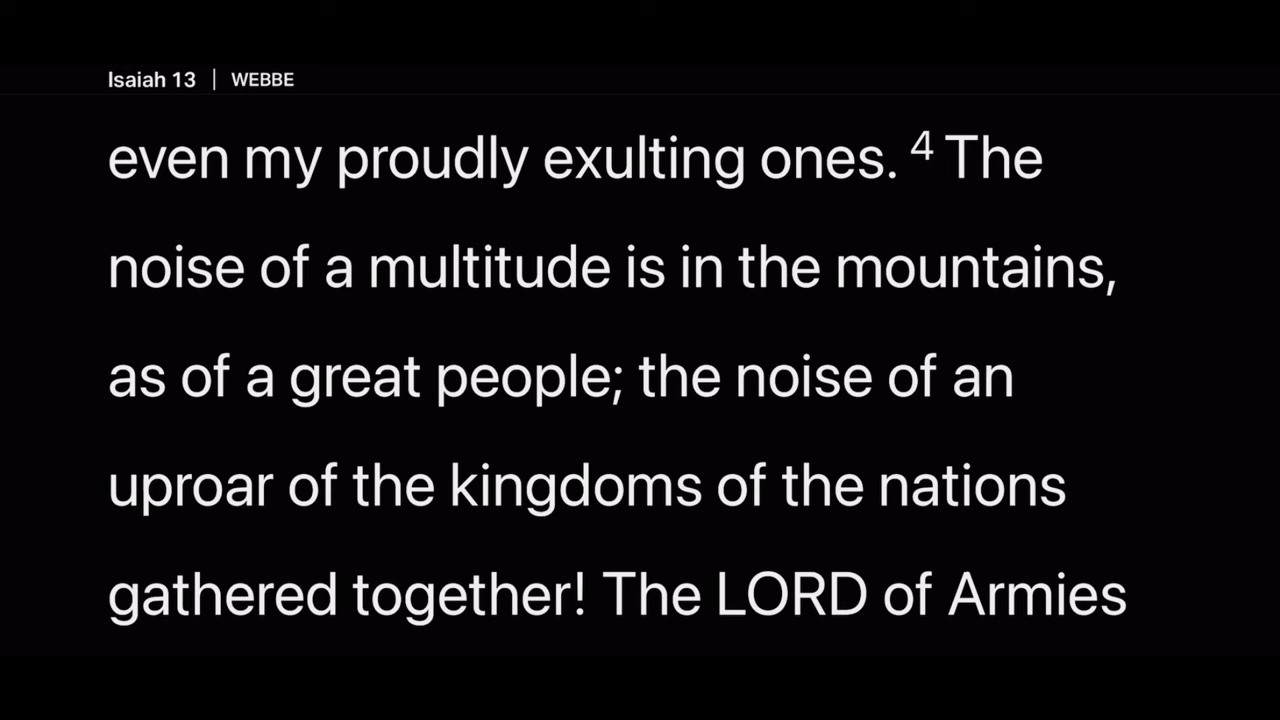 Isaiah 13 | WEBBE
even my proudly exulting ones. 4 The
noise of a multitude is in the mountains,
as of a great people; the noise of an
uproar of the kingdoms of the nations
gathered together! The LORD of Armies